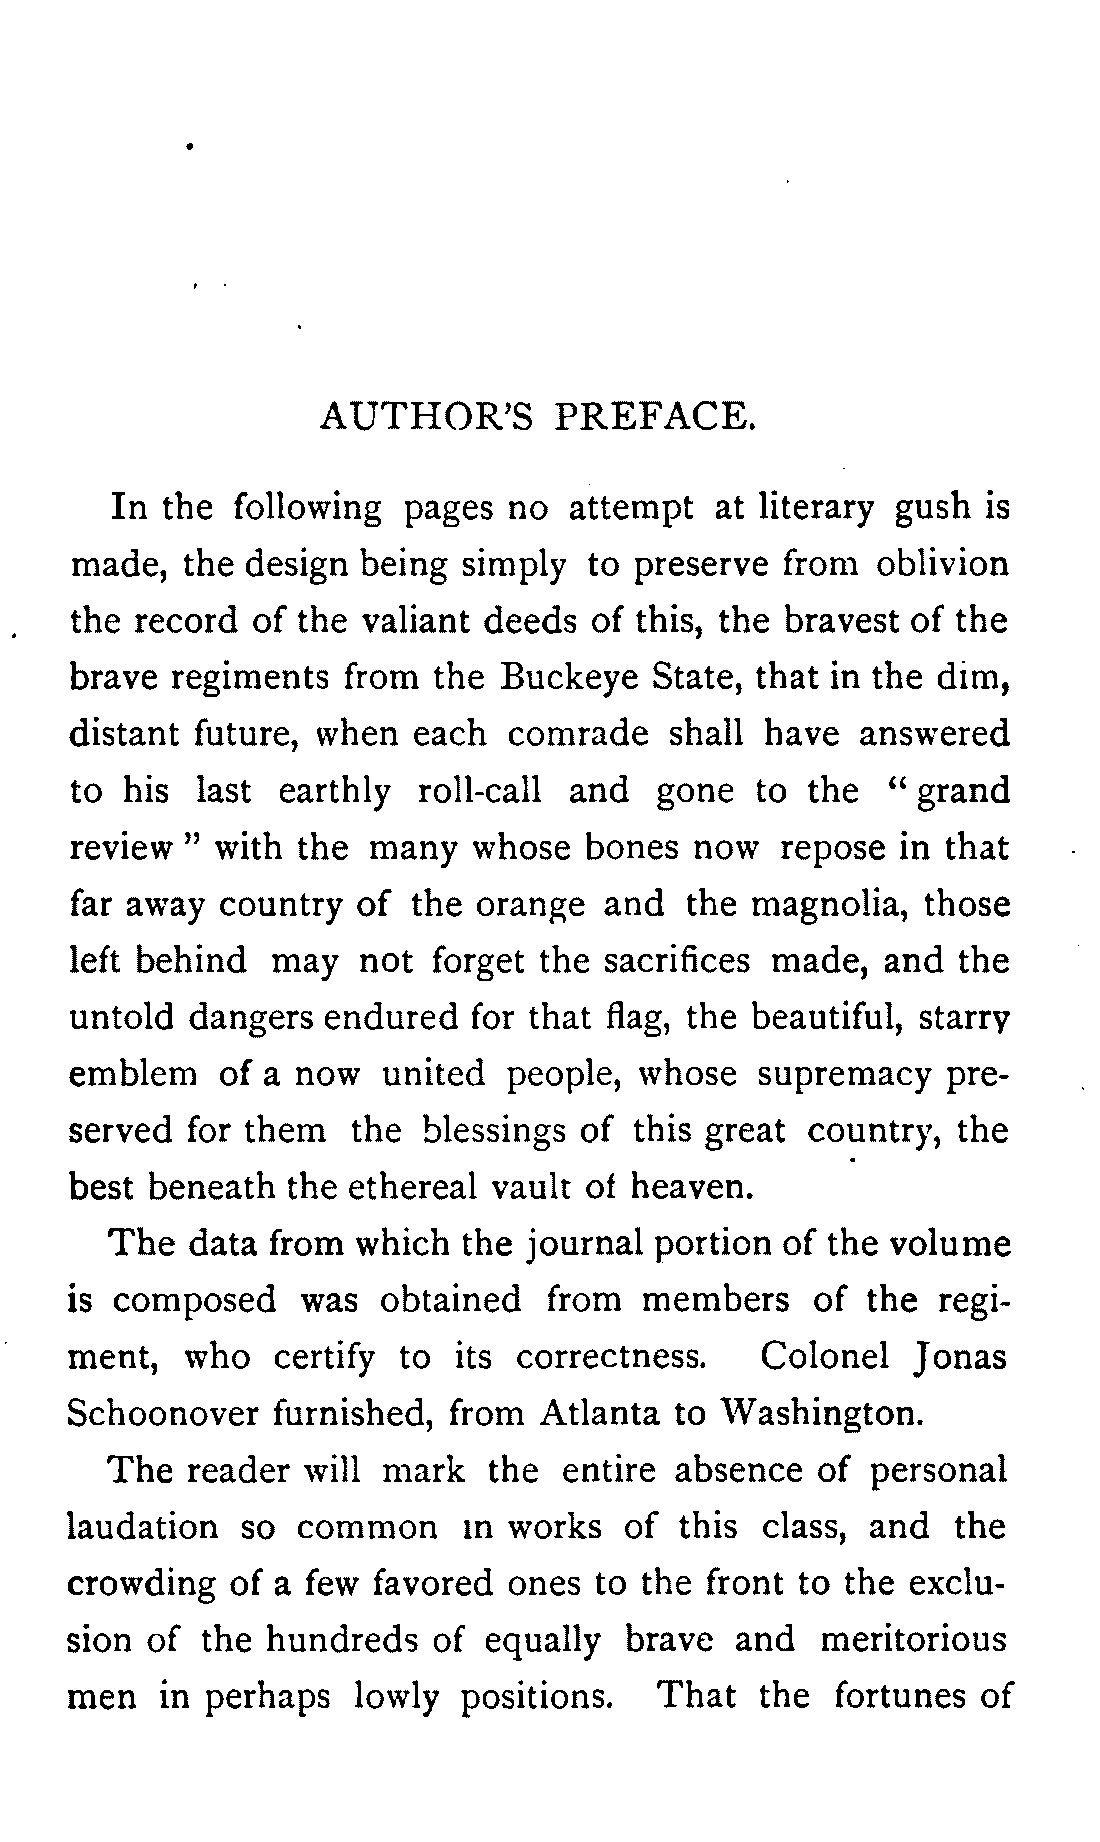 AUTHOR'S PREFACE.
In the following pages no attempt at literary gush is
made, the design being simply to preserve from oblivion
the record of the valiant deeds of this, the bravest of the
brave regiments from the Buckeye State, that in the dim,
distant future, when each comrade shall have answered
to his last earthly roll-call and gone to the “ grand
review ” with the many whose bones now repose in that
far away country of the orange and the magnolia, those
left behind may not forget the sacrifices made, and the
untold dangers endured for that flag, the beautiful, starry
emblem of a now united people, whose supremacy pre-
served for them the blessings of this great country, the
best beneath the ethereal vault of heaven.
The data from which the journal portion of the volume
is composed was obtained from members of the regi-
ment, who certify to its correctness. Colonel Jonas
Schoonover furnished, from Atlanta to Washington.
The reader will mark the entire absence of personal
laudation so common in works of this class, and the
crowding of a few favored ones to the front to the exclu-
sion of the hundreds of equally brave and meritorious
men in perhaps lowly positions. That the fortunes of